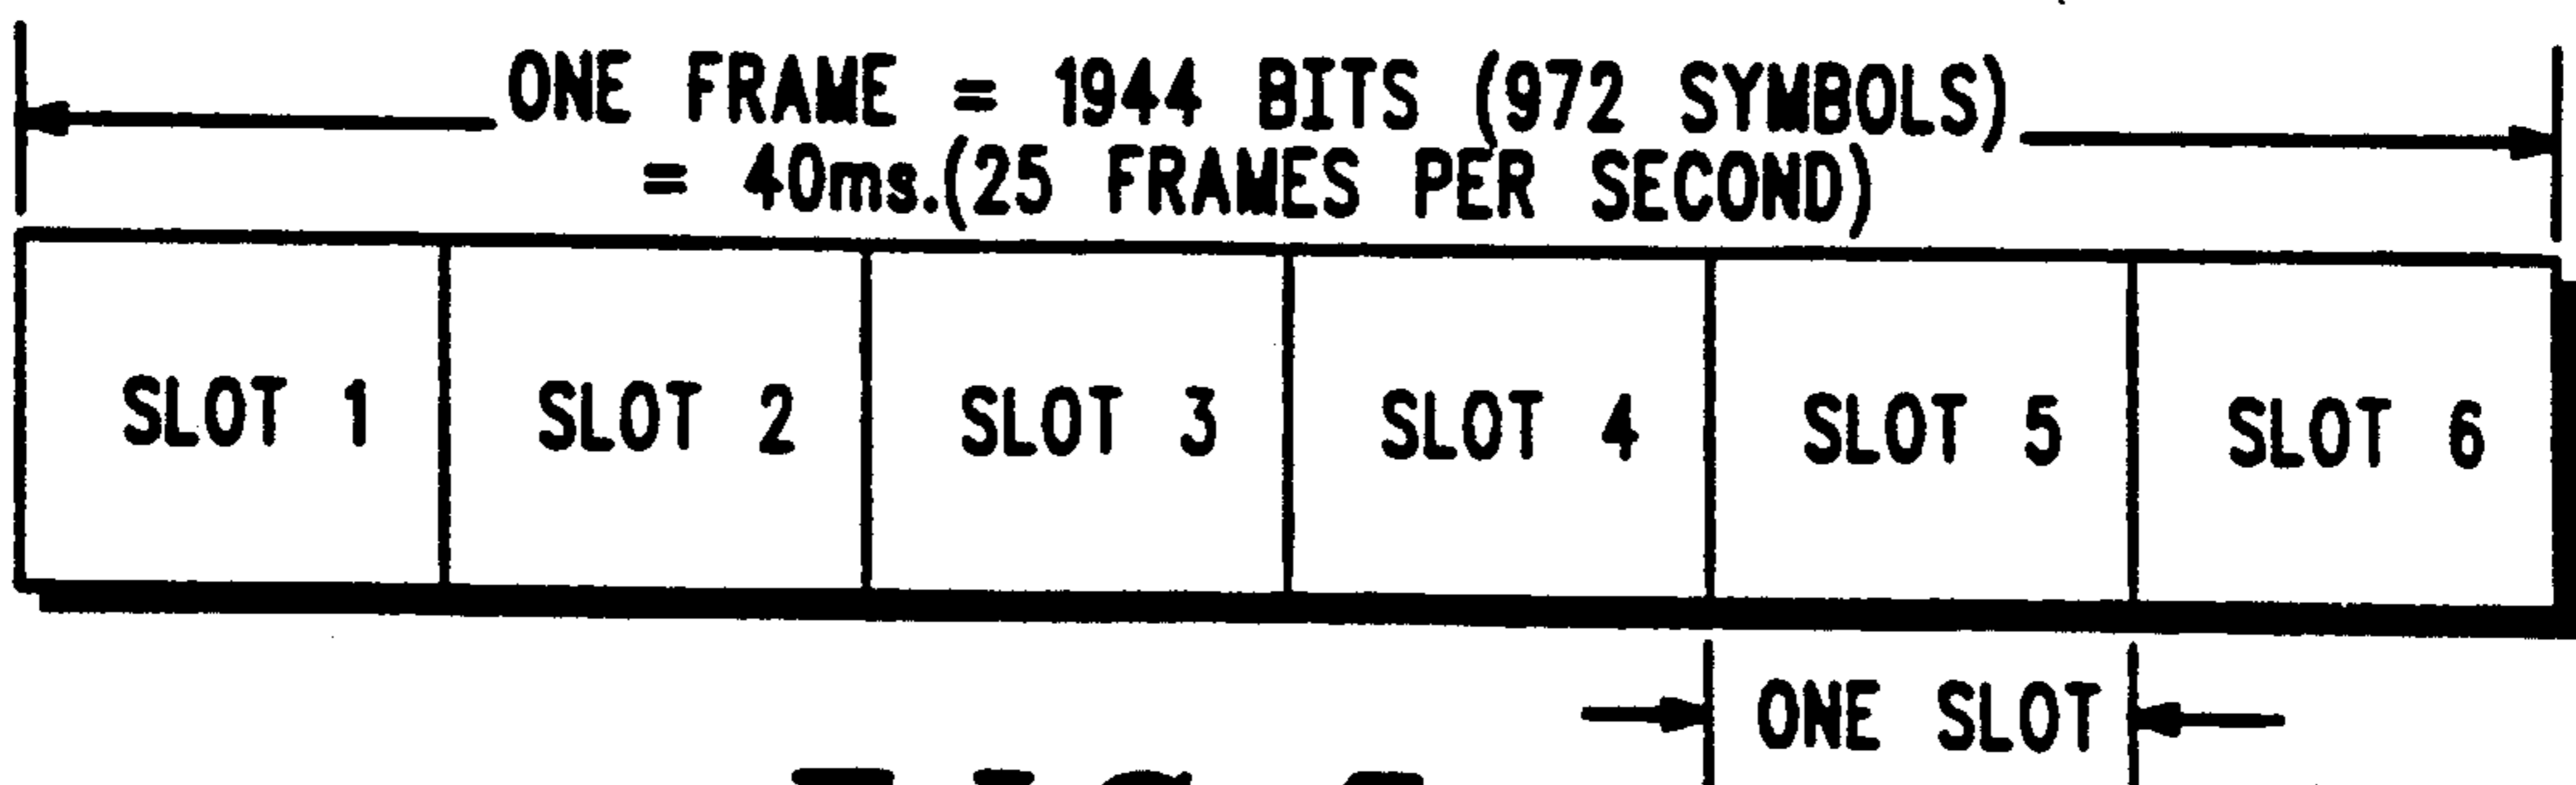 ONE FRAME = 1944 BITS (972 SYMBOLS)
= 40ms.(25 FRAMES PER SECOND)
SLOT 1 SLOT 2 SLOT 3 SLOT 4 SLOT 5 SLOT 6
ONE SLOT